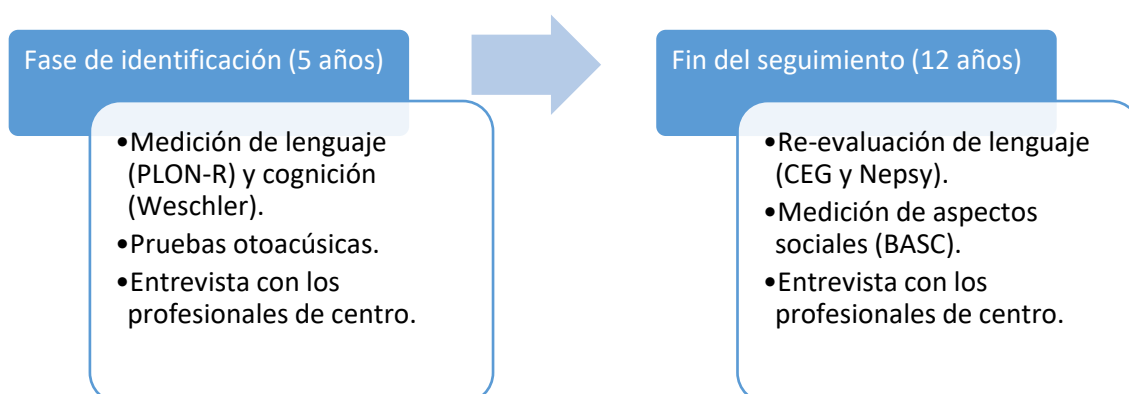 Fase de identificación (5 años)
•Medición de lenguaje
(PLON-R) y cognición
(Weschler).
•Pruebas otoacúsicas.
•Entrevista con los
profesionales de centro.
Fin del seguimiento (12 años)
•Re-evaluación de lenguaje
(CEG y Nepsy).
•Medición de aspectos
sociales (BASC).
•Entrevista con los
profesionales de centro.